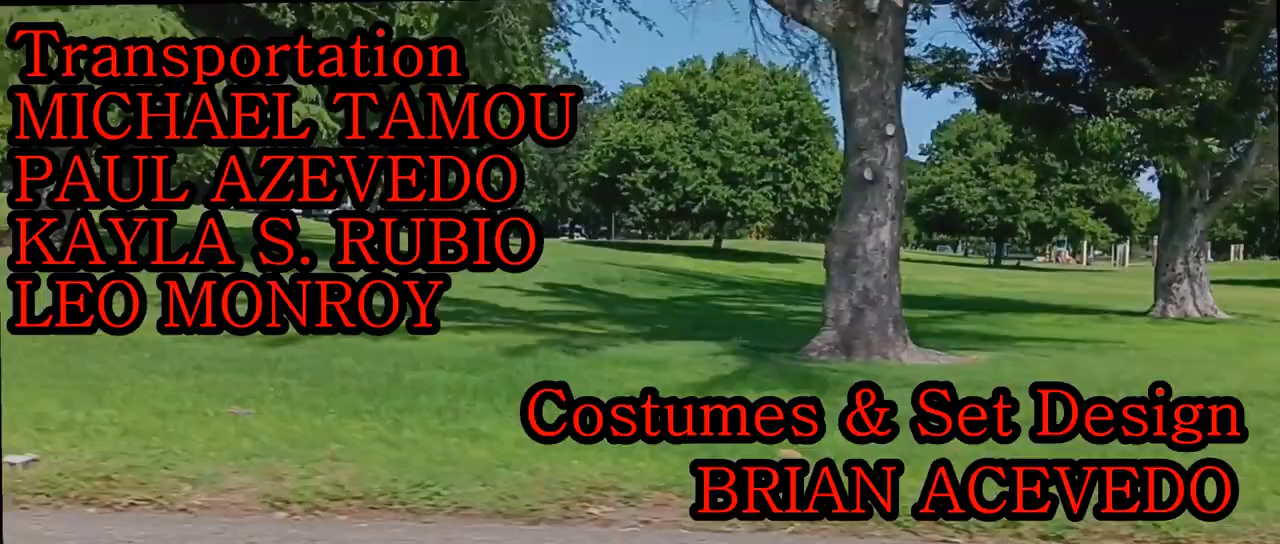 Transportation
MICHAEL TAMOU
PAUL AZEVEDO
KAYLA S. RUBIO
LEO MONROY
Costumes & Set Design
BRIAN ACEVEDO